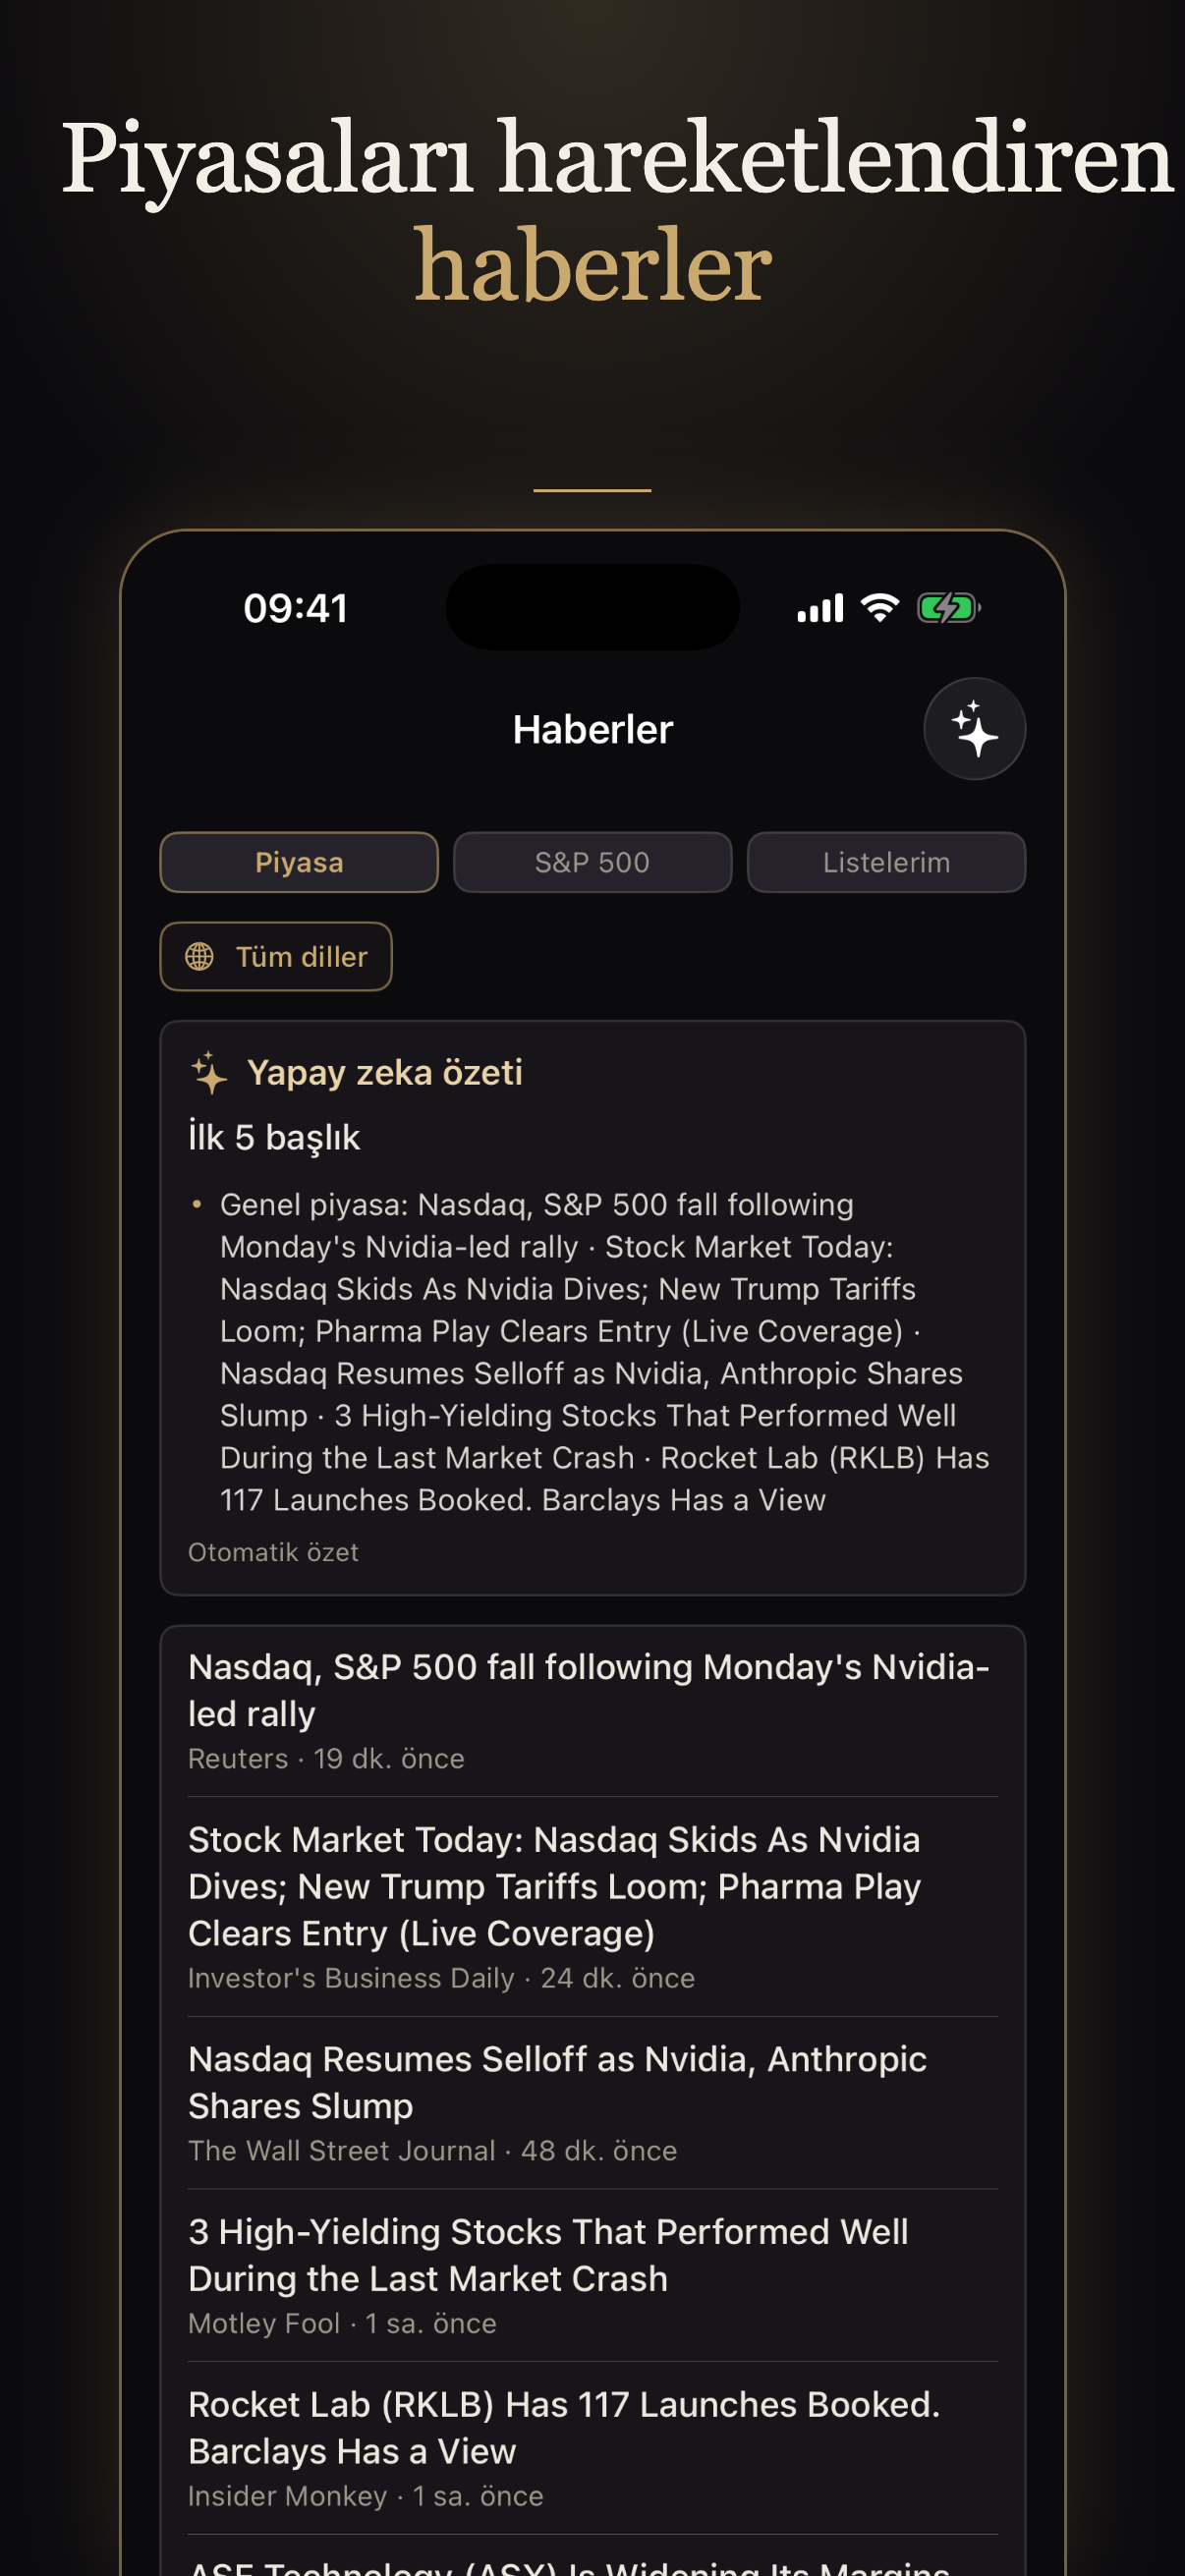 Piyasaları hareketlendiren
haberler
09:41
Haberler
Piyasa
S&P 500
Listelerim
Tüm diller
Yapay zeka özeti
İlk 5 başlık
• Genel piyasa: Nasdaq, S&P 500 fall following
Monday's Nvidia-led rally · Stock Market Today:
Nasdaq Skids As Nvidia Dives; New Trump Tariffs
Loom; Pharma Play Clears Entry (Live Coverage) ·
Nasdaq Resumes Selloff as Nvidia, Anthropic Shares
Slump · 3 High-Yielding Stocks That Performed Well
During the Last Market Crash · Rocket Lab (RKLB) Has
117 Launches Booked. Barclays Has a View
Otomatik özet
Nasdaq, S&P 500 fall following Monday's Nvidia-
led rally
Reuters · 19 dk. önce
Stock Market Today: Nasdaq Skids As Nvidia
Dives; New Trump Tariffs Loom; Pharma Play
Clears Entry (Live Coverage)
Investor's Business Daily · 24 dk. önce
Nasdaq Resumes Selloff as Nvidia, Anthropic
Shares Slump
The Wall Street Journal · 48 dk. önce
3 High-Yielding Stocks That Performed Well
During the Last Market Crash
Motley Fool · 1 sa. önce
Rocket Lab (RKLB) Has 117 Launches Booked.
Barclays Has a View
Insider Monkey · 1 sa. önce
ASE Technology (ASX) Is Widening Its Margins